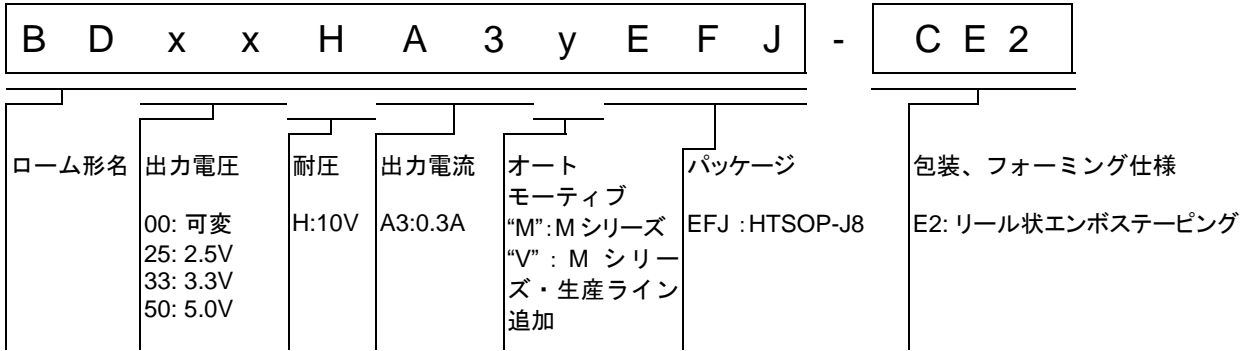 B D x x H A 3 y E F J - C E 2
ローム形名
出力電圧
00: 可変
25: 2.5V
33: 3.3V
50: 5.0V
耐圧
H:10V
出力電流
A3:0.3A
オート
モーティブ
“M”:M シリーズ
“V” : M シリー
ズ・生産ライン
追加
パッケージ
EFJ :HTSOP-J8
包装、フォーミング仕様
E2: リール状エンボステーピング